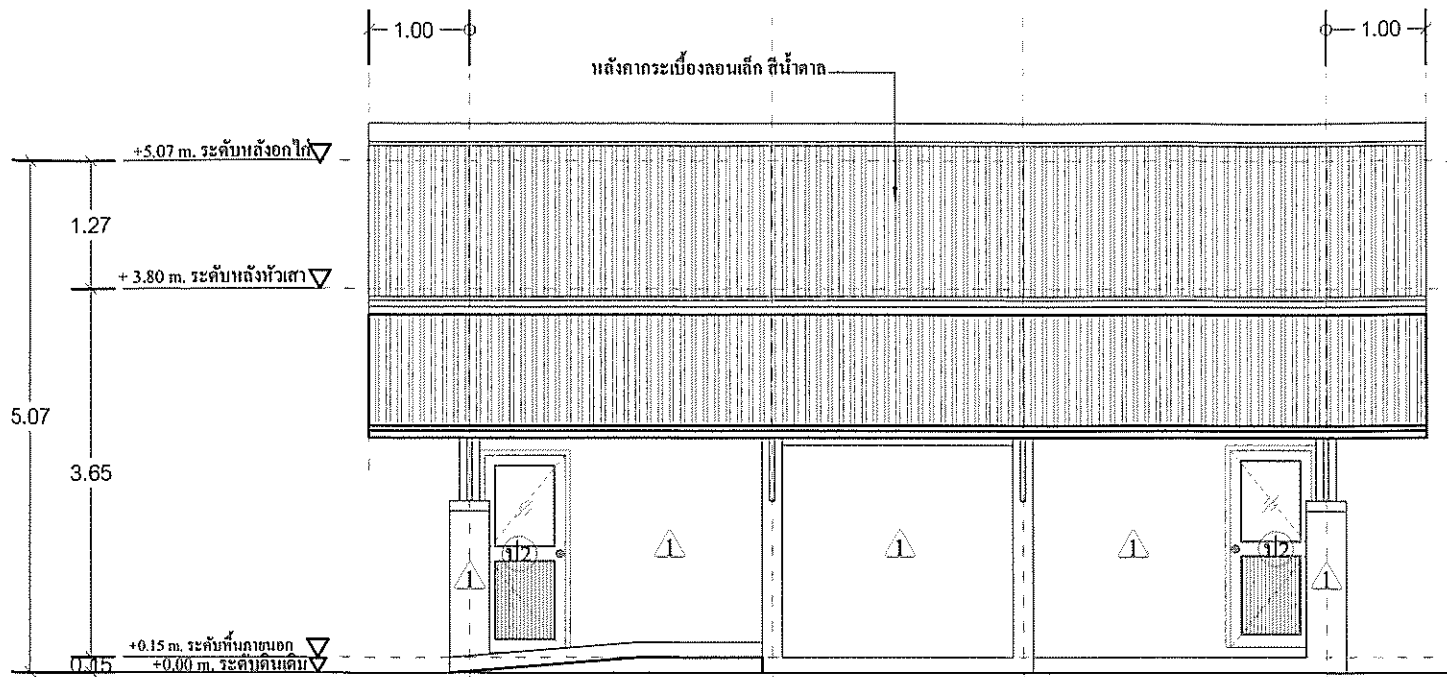 1.00
1.00
หลังคากระเบื้องลอนเล็ก สีน้ำตาล
+5.07 m. ระดับหลังอกไก่
1.27
+ 3.80 m. ระดับหลังหัวเสา
5.07
3.65
1
1
1
ป2
ป2
1
1
+0.15 m. ระดับพื้นภายนอก
0.15
+0.00 m. ระดับดินเดิม